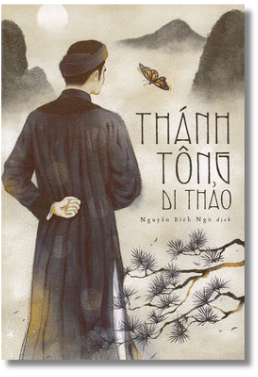 THÁNH
TÔNG
DI THẢO
Nguyễn Bích Ngô dịch